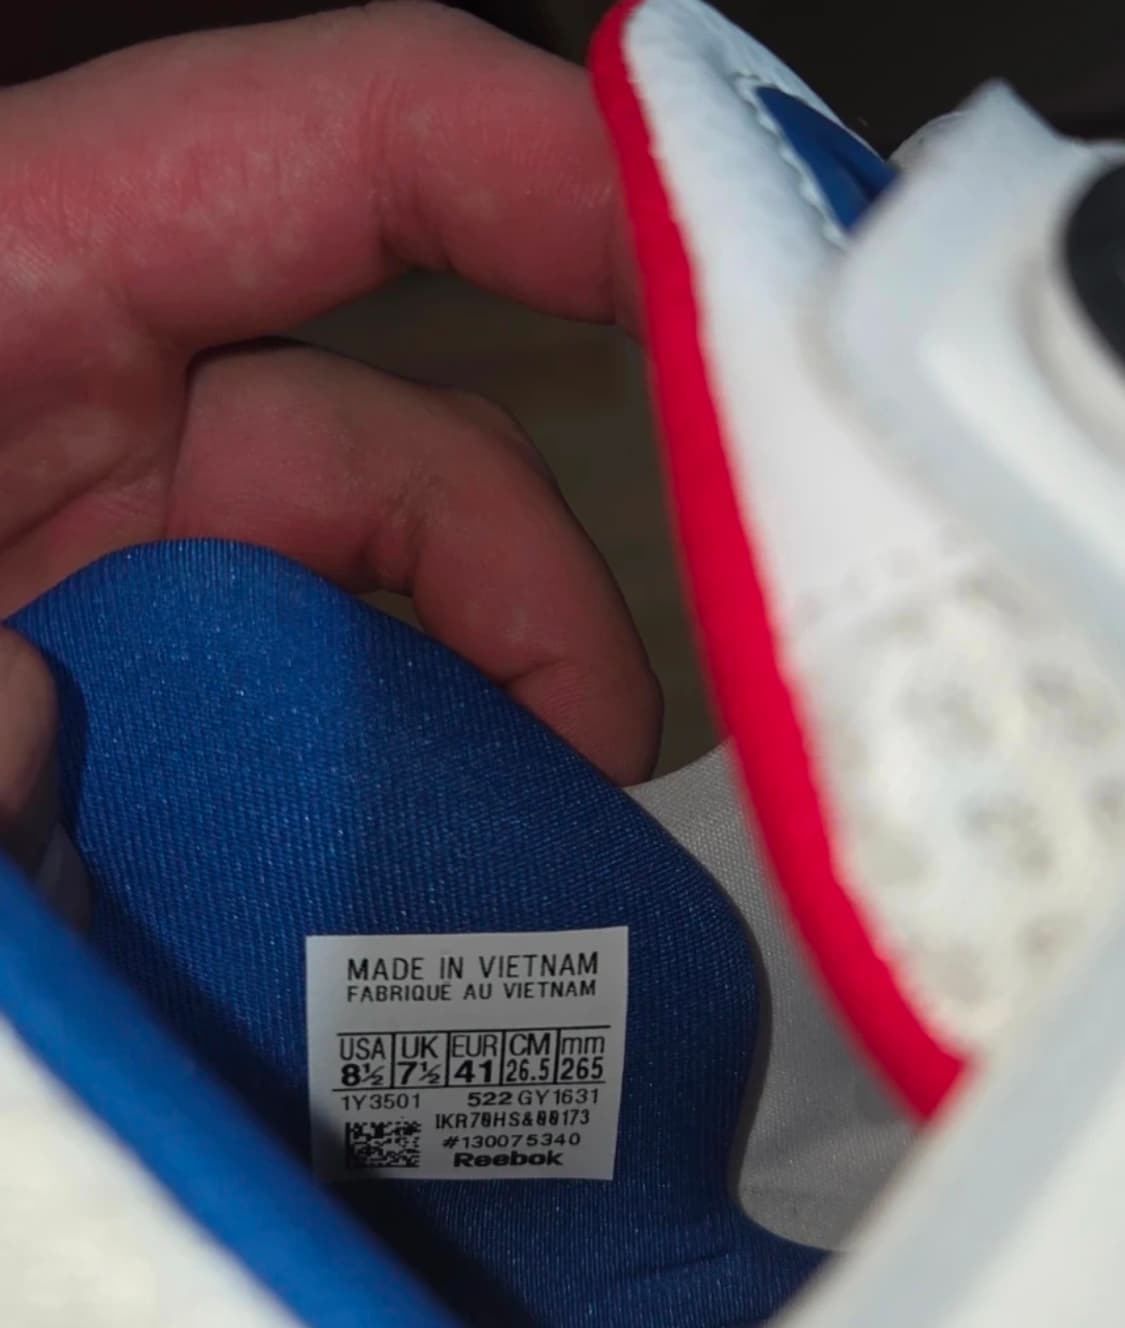 MADE IN VIETNAM
FABRIQUÉ AU VIETNAM
USA UK EUR CM mm
8½ 7½ 41 26.5 265
1Y3501 522 GY1631
#130075340
Reebok